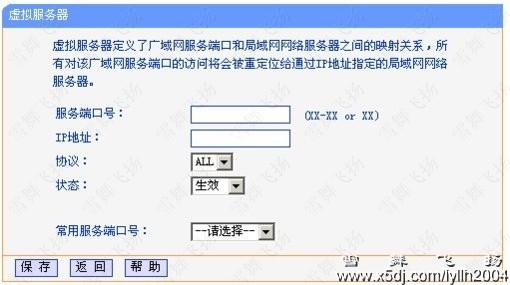 虚拟服务器
虚拟服务器定义了广域网服务端口和局域网网络服务器之间的映射关系，所
有对该广域网服务端口的访问将会被重定位给通过IP地址指定的局域网网络
服务器。
服务端口号：
(XX-XX or XX)
IP地址：
协议：
ALL
状态：
生效
常用服务端口号：
--请选择--
保存 返回 帮助
雪舞飞扬
www.x5dj.com/lyllh2004